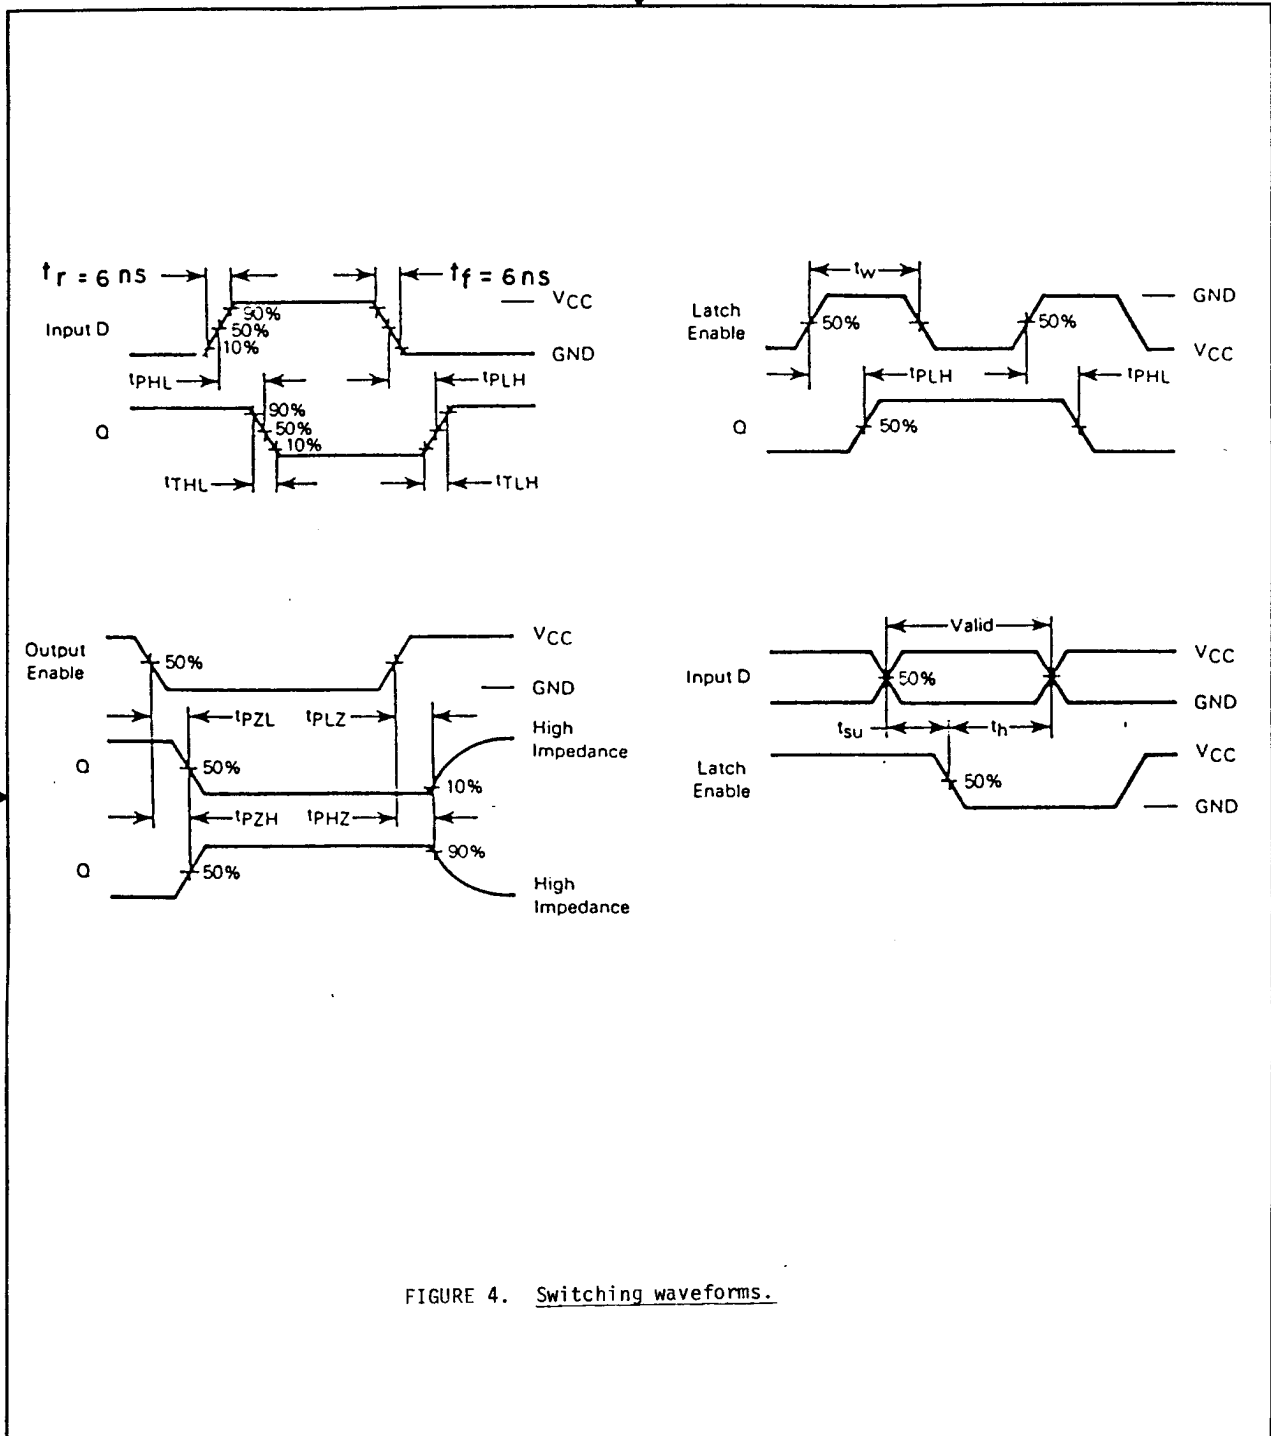 tr = 6 ns
tf = 6 ns
VCC
Input D
90%
50%
10%
GND
tPHL
tPLH
Q
90%
50%
10%
tTHL
tTLH
tw
GND
Latch
Enable
50%
50%
VCC
tPLH
tPHL
Q
50%
Output
Enable
50%
VCC
GND
tPZL
tPLZ
High
Impedance
Q
50%
10%
tPZH
tPHZ
Q
50%
90%
High
Impedance
Valid
Input D
50%
VCC
GND
tsu
th
Latch
Enable
50%
VCC
GND
FIGURE 4. Switching waveforms.